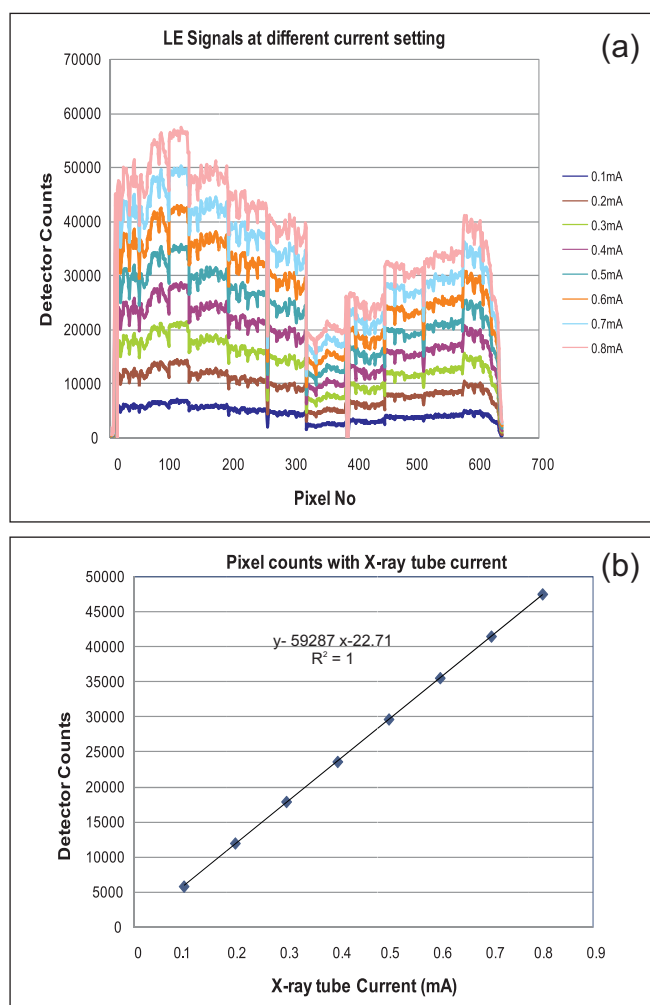 LE Signals at different current setting
(a)
70000
60000
50000
40000
30000
20000
10000
0
Detector Counts
0 100 200 300 400 500 600 700
Pixel No
0.1mA
0.2mA
0.3mA
0.4mA
0.5mA
0.6mA
0.7mA
0.8mA
Pixel counts with X-ray tube current
(b)
50000
45000
40000
35000
30000
25000
20000
15000
10000
5000
0
Detector Counts
y- 59287 x-22.71
R² = 1
0 0.1 0.2 0.3 0.4 0.5 0.6 0.7 0.8 0.9
X-ray tube Current (mA)